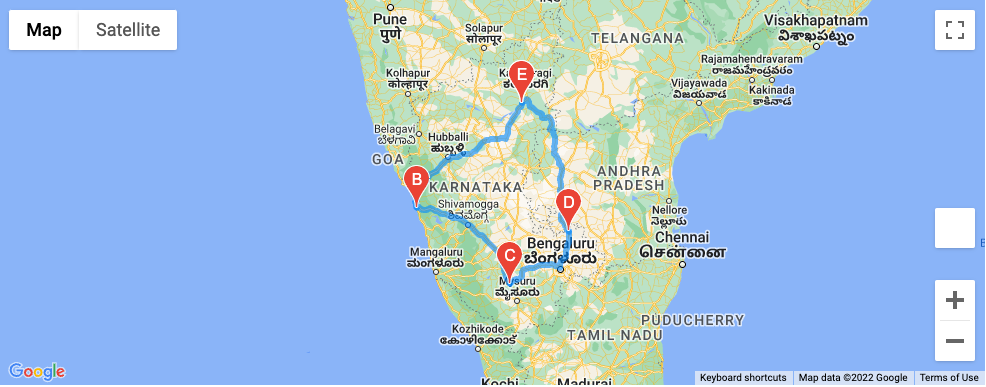 Map
Satellite
Pune
ಪುಣೆ
Solapur
ಸೋಲಾಪುರ
TELANGANA
Visakhapatnam
విశాఖపట్నం
Rajamahendravaram
రాజమహేంద్రవరం
Kolhapur
ಕೋಲ್ಹಾಪುರ
E
ಕಲಬುರಗಿ
Vijayawada
ವಿಜಯವಾಡ
Kakinada
ಕಾಕಿನಾಡ
Belagavi
ಬೆಳಗಾವಿ
Hubballi
ಹುಬ್ಬಳ್ಳಿ
GOA
B
KARNATAKA
ANDHRA
PRADESH
Shivamogga
ಶಿವಮೊಗ್ಗ
D
Nellore
ನೆಲ್ಲೂರು
Chennai
ಚೆನ್ನೈ
Bengaluru
ಬೆಂಗಳೂರು
Mangaluru
ಮಂಗಳೂರು
C
Mysuru
ಮೈಸೂರು
PUDUCHERRY
TAMIL NADU
Kozhikode
ಕೋಳಿಕ್ಕೋಡ್
Kochi
Madurai
Google
Keyboard shortcuts
Map data ©2022 Google
Terms of Use